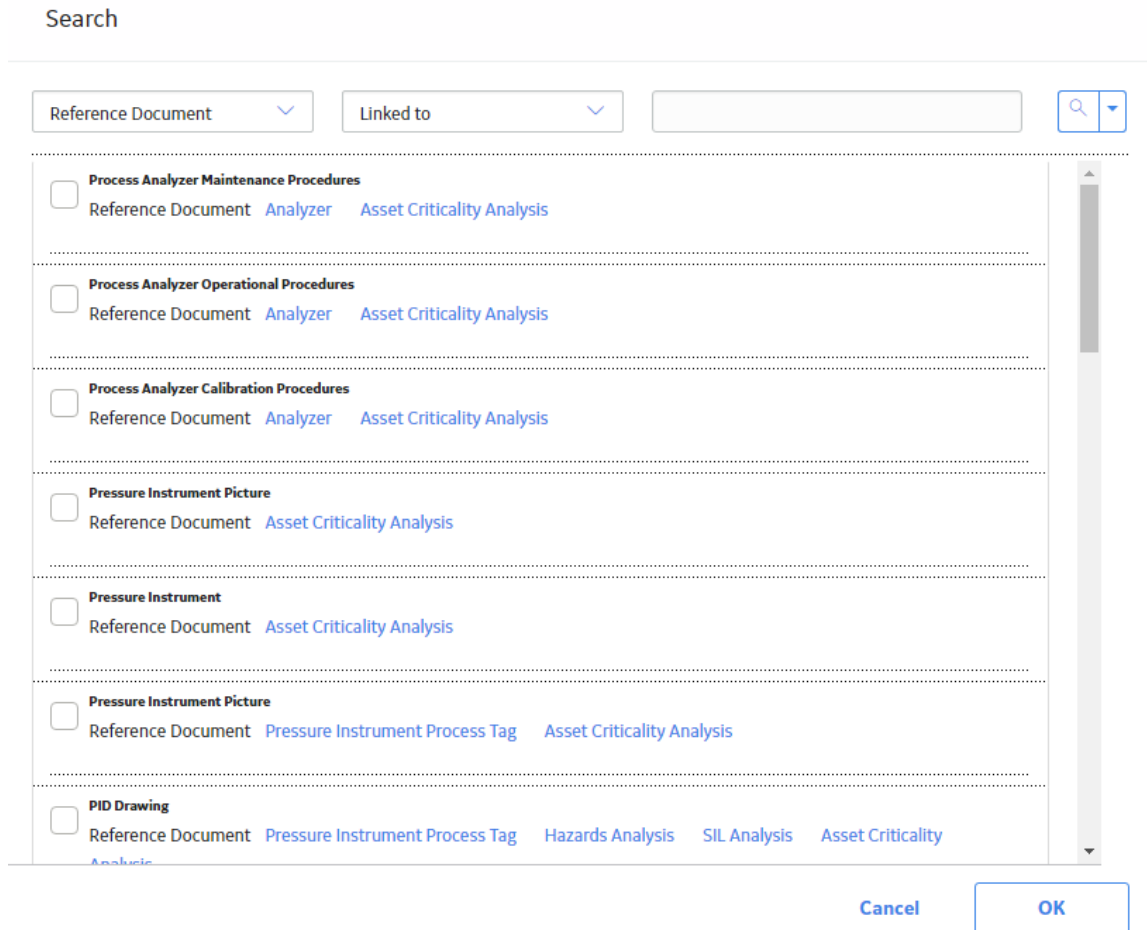 Search
Reference Document Linked to
Process Analyzer Maintenance Procedures
Reference Document Analyzer Asset Criticality Analysis
Process Analyzer Operational Procedures
Reference Document Analyzer Asset Criticality Analysis
Process Analyzer Calibration Procedures
Reference Document Analyzer Asset Criticality Analysis
Pressure Instrument Picture
Reference Document Asset Criticality Analysis
Pressure Instrument
Reference Document Asset Criticality Analysis
Pressure Instrument Picture
Reference Document Pressure Instrument Process Tag Asset Criticality Analysis
PID Drawing
Reference Document Pressure Instrument Process Tag Hazards Analysis SIL Analysis Asset Criticality
Analysis
Cancel OK